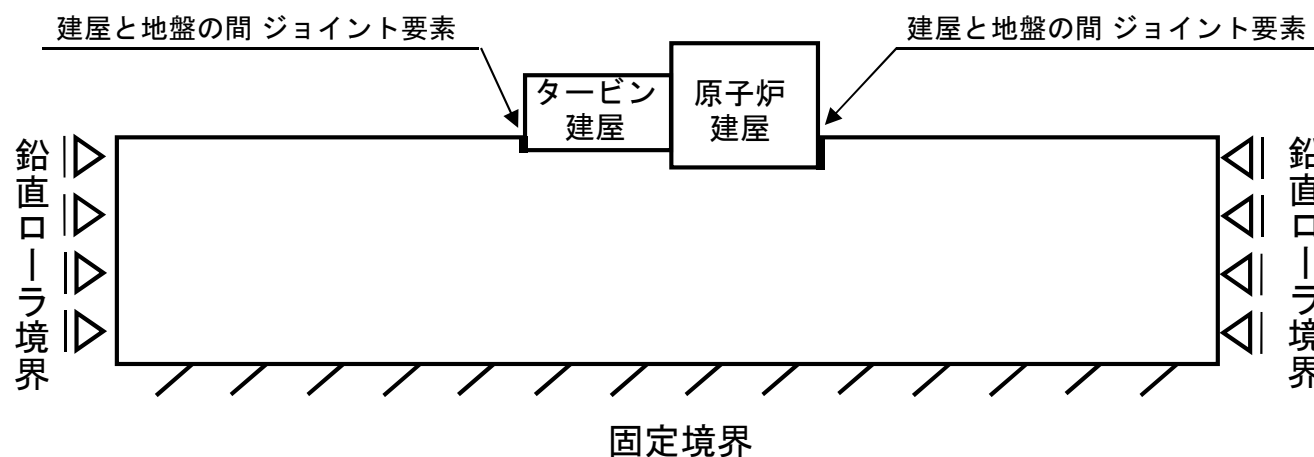 建屋と地盤の間 ジョイント要素
建屋と地盤の間 ジョイント要素
タービン
建屋
原子炉
建屋
鉛直ローラ境界
鉛直ローラ境界
固定境界